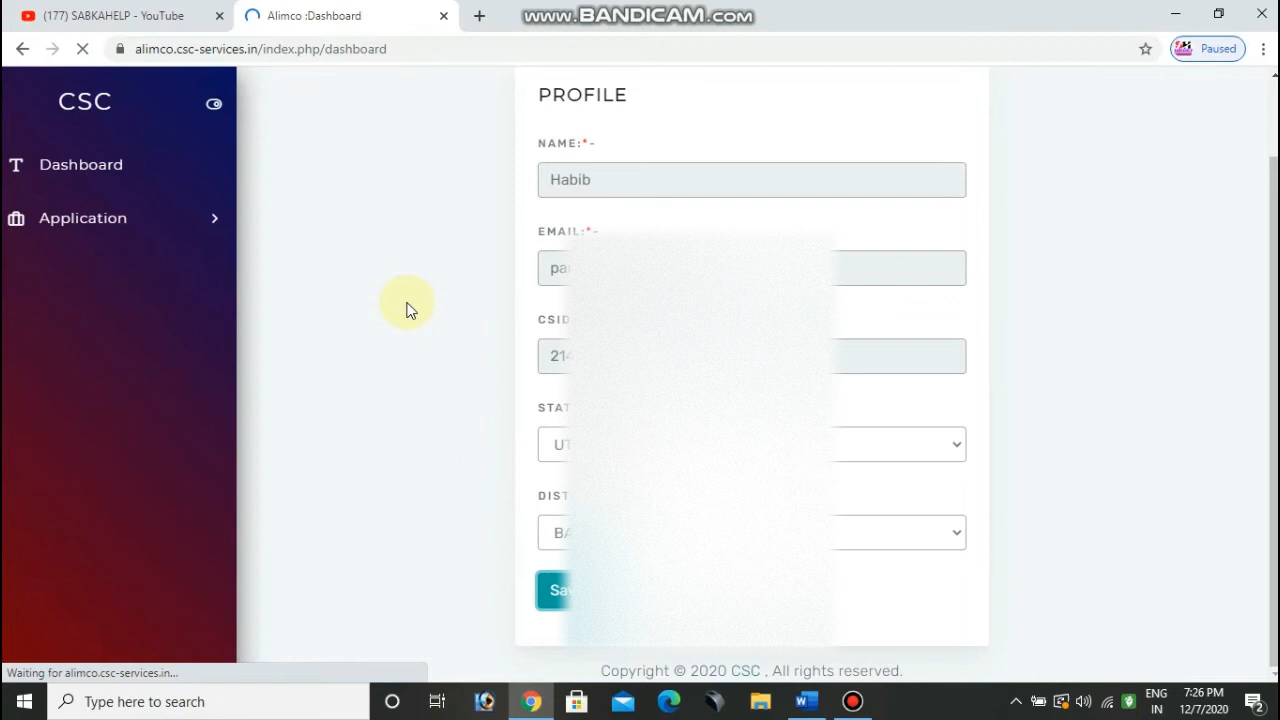 www.BANDICAM.com
(177) SABKAHELP - YouTube
Alimco :Dashboard
alimco.csc-services.in/index.php/dashboard
Paused
CSC
Dashboard
Application
PROFILE
NAME:*-
Habib
EMAIL:*-
CSID
Copyright © 2020 CSC , All rights reserved.
Waiting for alimco.csc-services.in...
Type here to search
ENG
IN
7:26 PM
12/7/2020
2